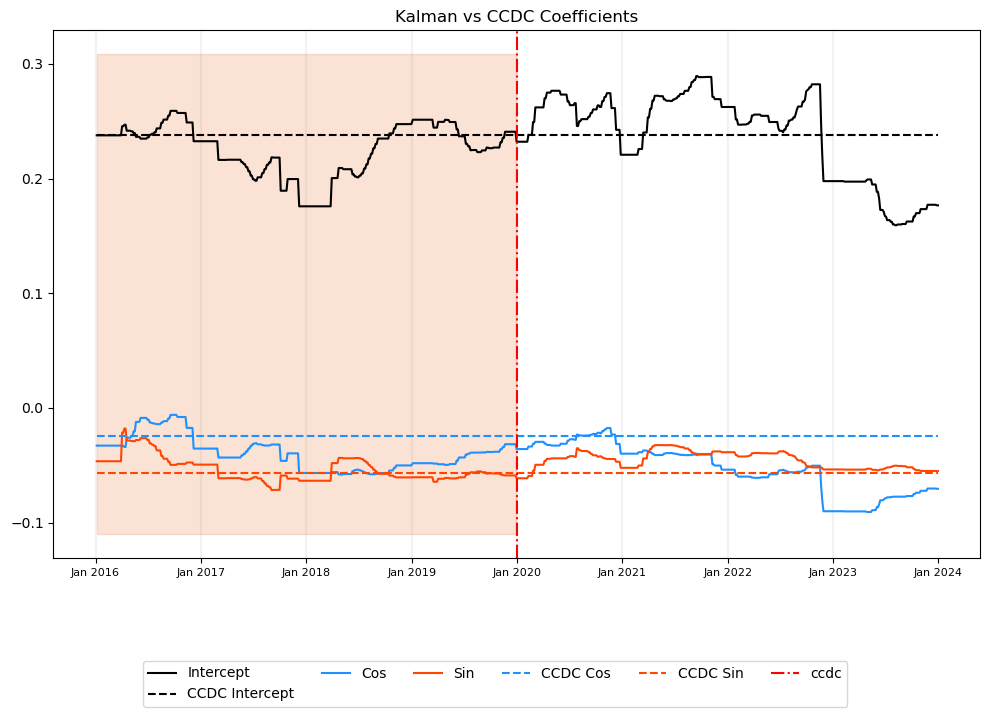 Kalman vs CCDC Coefficients
0.3
0.2
0.1
0.0
−0.1
Jan 2016 Jan 2017 Jan 2018 Jan 2019 Jan 2020 Jan 2021 Jan 2022 Jan 2023 Jan 2024
Intercept Cos Sin CCDC Cos CCDC Sin ccdc
CCDC Intercept